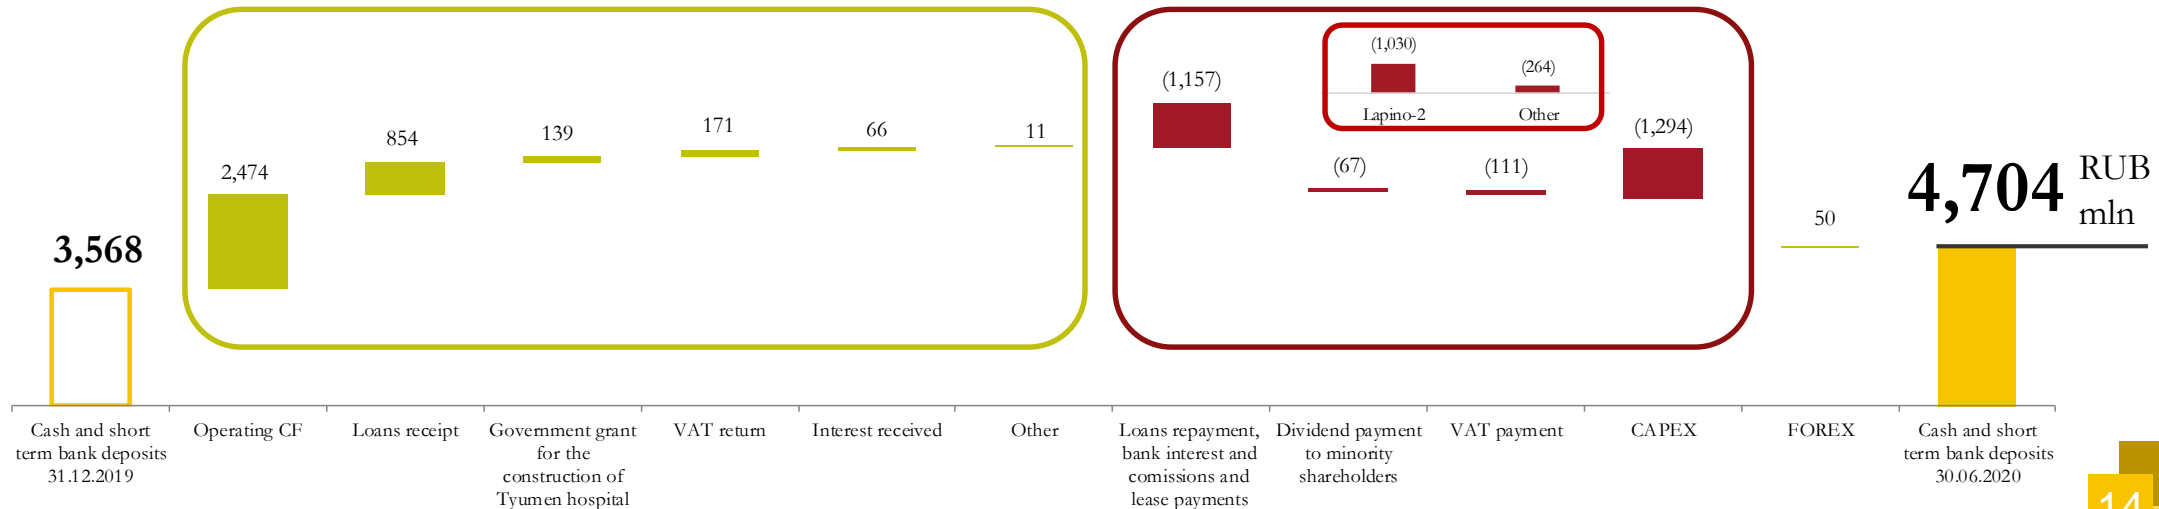 3,568
2,474
854
139
171
66
11
(1,157)
(1,030)
(264)
Lapino-2
Other
(67)
(111)
(1,294)
50
4,704
RUB
mln
Cash and short
term bank deposits
31.12.2019
Operating CF
Loans receipt
Government grant
for the
construction of
Tyumen hospital
VAT return
Interest received
Other
Loans repayment,
bank interest and
comissions and
lease payments
Dividend payment
to minority
shareholders
VAT payment
CAPEX
FOREX
Cash and short
term bank deposits
30.06.2020
14